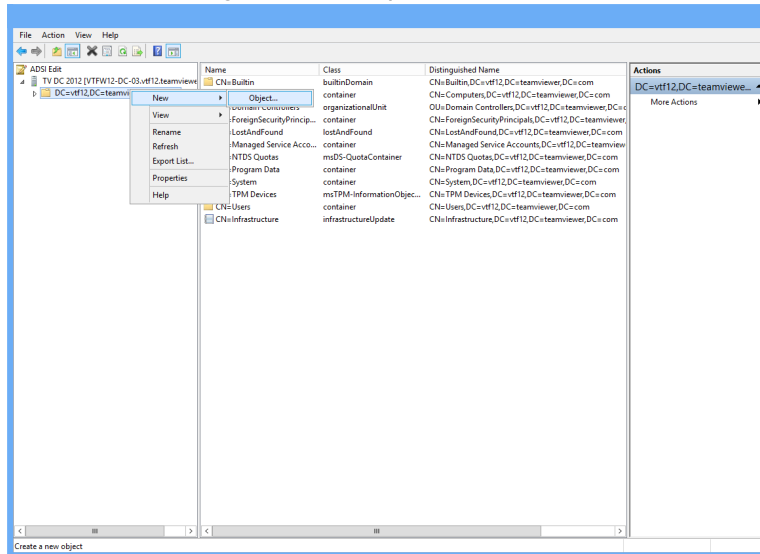 File Action View Help
ADSI Edit
TV DC 2012 [VTFW12-DC-03.vtf12.teamviewe
DC=vtf12,DC=teamvi
New
Object...
View
Rename
Refresh
Export List...
Properties
Help
Name Class Distinguished Name
CN=Builtin builtinDomain CN=Builtin,DC=vtf12,DC=teamviewer,DC=com
container CN=Computers,DC=vtf12,DC=teamviewer,DC=com
=Domain Controllers organizationalUnit OU=Domain Controllers,DC=vtf12,DC=teamviewer,DC=c
=ForeignSecurityPrincip... container CN=ForeignSecurityPrincipals,DC=vtf12,DC=teamviewer,
=LostAndFound lostAndFound CN=LostAndFound,DC=vtf12,DC=teamviewer,DC=com
=Managed Service Acco... container CN=Managed Service Accounts,DC=vtf12,DC=teamview
=NTDS Quotas msDS-QuotaContainer CN=NTDS Quotas,DC=vtf12,DC=teamviewer,DC=com
=Program Data container CN=Program Data,DC=vtf12,DC=teamviewer,DC=com
=System container CN=System,DC=vtf12,DC=teamviewer,DC=com
=TPM Devices msTPM-InformationObjec... CN=TPM Devices,DC=vtf12,DC=teamviewer,DC=com
CN=Users container CN=Users,DC=vtf12,DC=teamviewer,DC=com
CN=Infrastructure infrastructureUpdate CN=Infrastructure,DC=vtf12,DC=teamviewer,DC=com
Actions
DC=vtf12,DC=teamviewe...
More Actions
Create a new object